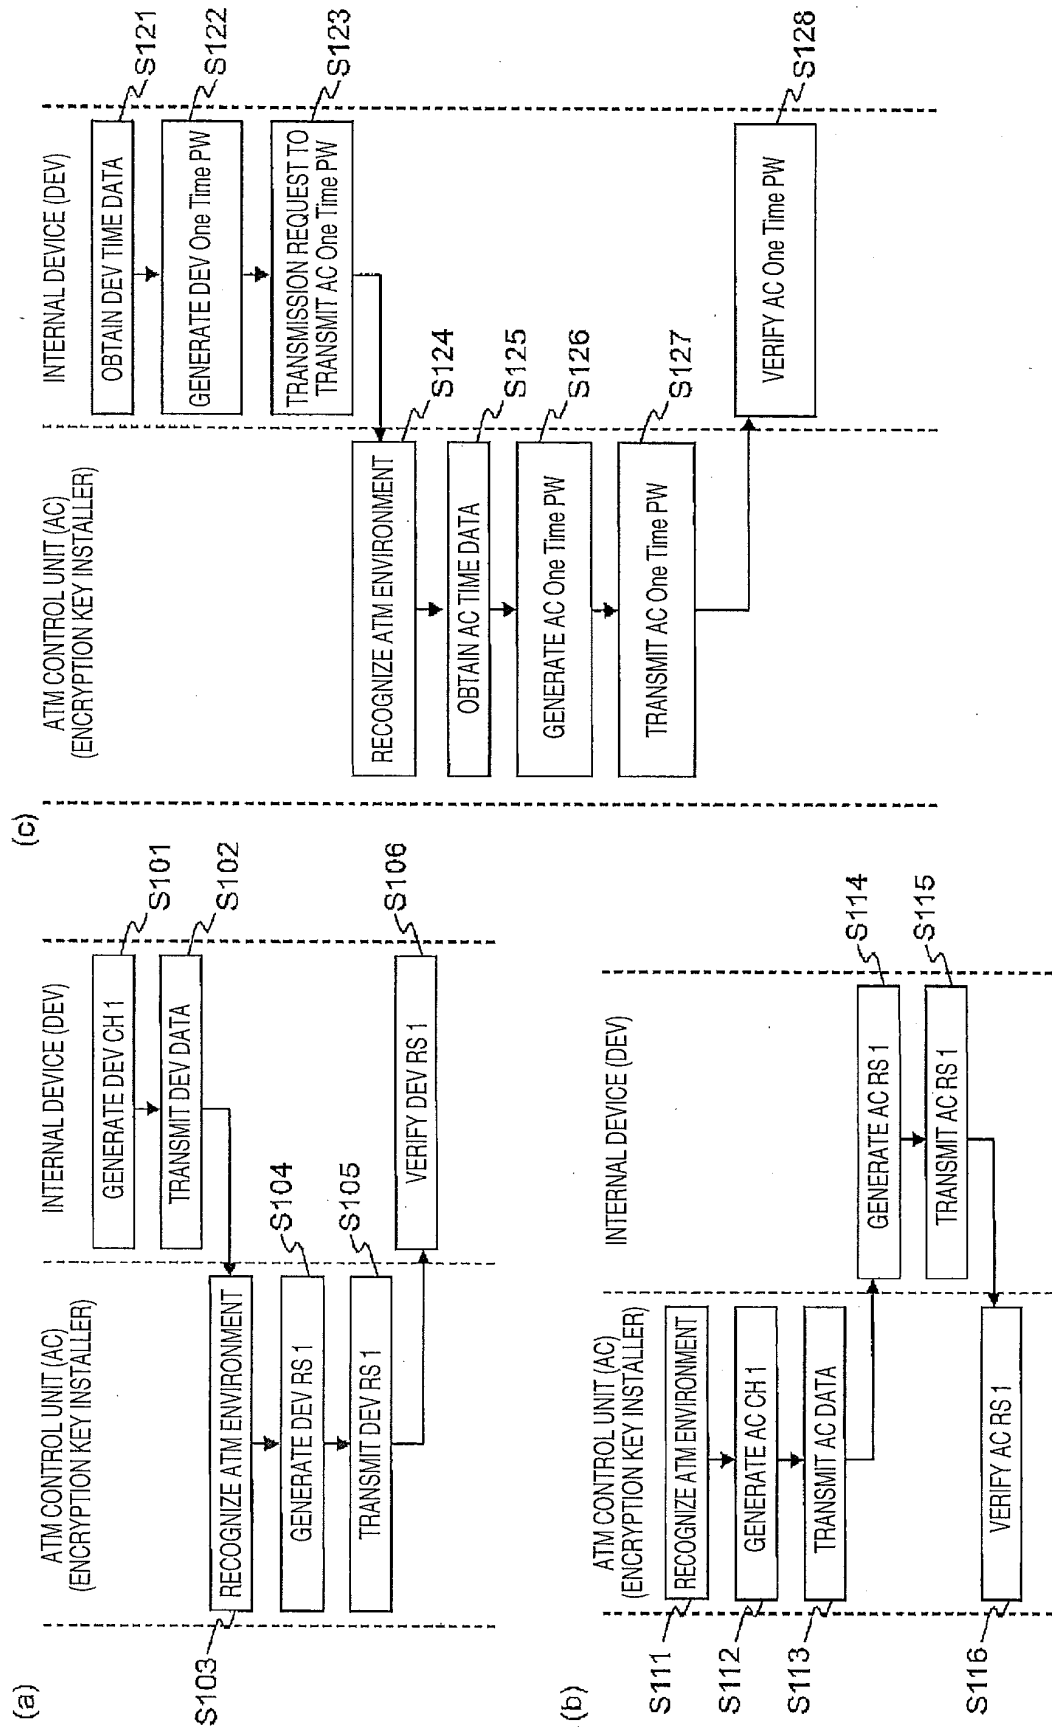 (a)
ATM CONTROL UNIT (AC)
(ENCRYPTION KEY INSTALLER)
INTERNAL DEVICE (DEV)
GENERATE DEV CH 1
S101
TRANSMIT DEV DATA
S102
S103
RECOGNIZE ATM ENVIRONMENT
GENERATE DEV RS 1
S104
TRANSMIT DEV RS 1
S105
VERIFY DEV RS 1
S106
(b)
ATM CONTROL UNIT (AC)
(ENCRYPTION KEY INSTALLER)
INTERNAL DEVICE (DEV)
S111
RECOGNIZE ATM ENVIRONMENT
S112
GENERATE AC CH 1
S113
TRANSMIT AC DATA
GENERATE AC RS 1
S114
TRANSMIT AC RS 1
S115
S116
VERIFY AC RS 1
(c)
ATM CONTROL UNIT (AC)
(ENCRYPTION KEY INSTALLER)
INTERNAL DEVICE (DEV)
OBTAIN DEV TIME DATA
S121
GENERATE DEV One Time PW
S122
TRANSMISSION REQUEST TO
TRANSMIT AC One Time PW
S123
RECOGNIZE ATM ENVIRONMENT
S124
OBTAIN AC TIME DATA
S125
GENERATE AC One Time PW
S126
TRANSMIT AC One Time PW
S127
VERIFY AC One Time PW
S128